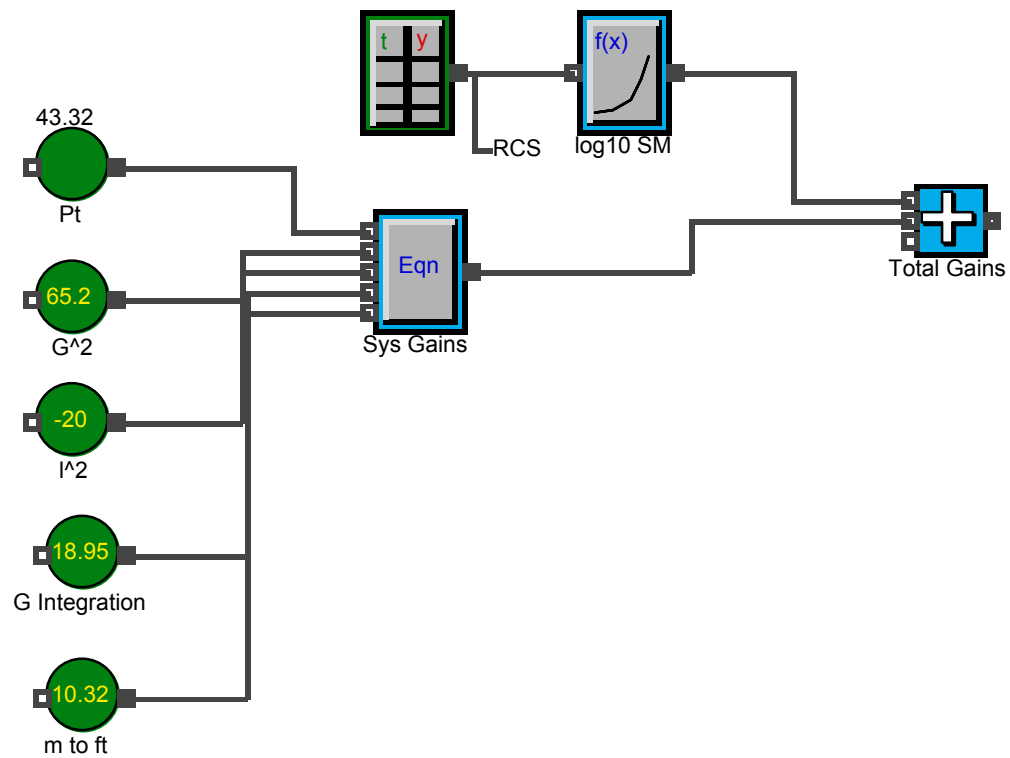 t y
f(x)
43.32
RCS
log10 SM
Pt
Eqn
Total Gains
65.2
G^2
Sys Gains
-20
l^2
18.95
G Integration
10.32
m to ft